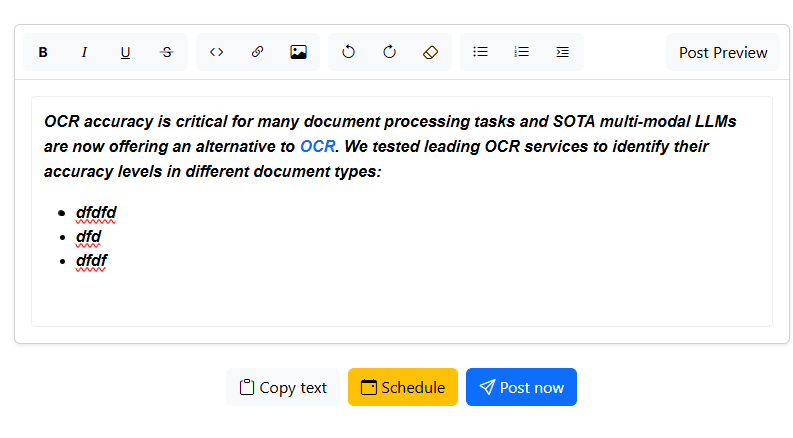 B I U S Post Preview
OCR accuracy is critical for many document processing tasks and SOTA multi-modal LLMs
are now offering an alternative to OCR. We tested leading OCR services to identify their
accuracy levels in different document types:
• dfdfd
• dfd
• dfdf
Copy text Schedule Post now